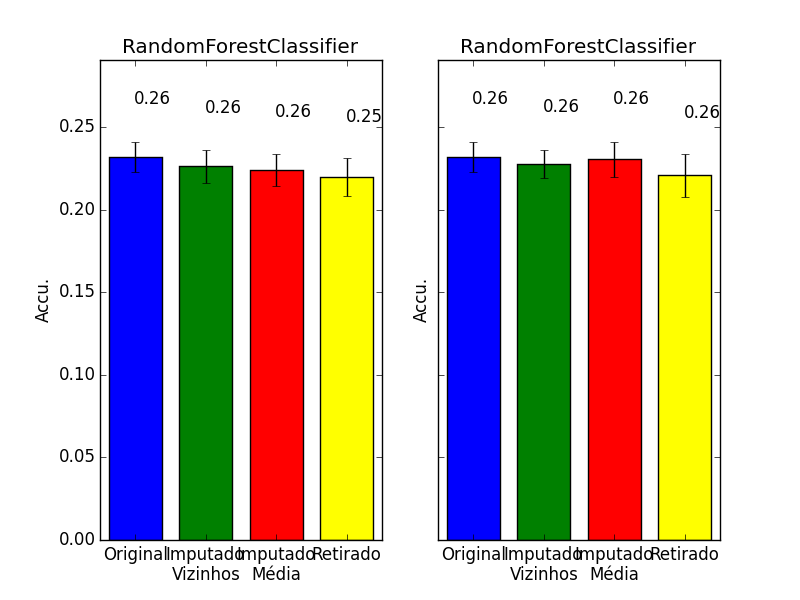 RandomForestClassifier
0.26
0.26
0.26
0.25
0.25
0.20
0.15
0.10
0.05
0.00
Accu.
Original
Imputado
Vizinhos
Imputado
Média
Retirado
RandomForestClassifier
0.26
0.26
0.26
0.26
Accu.
Original
Imputado
Vizinhos
Imputado
Média
Retirado